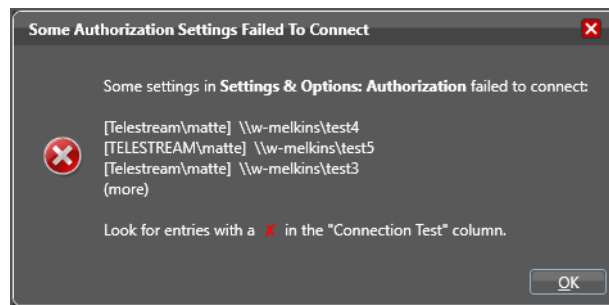 Some Authorization Settings Failed To Connect
Some settings in Settings & Options: Authorization failed to connect:
[Telestream\matte] \\w-melkins\test4
[TELESTREAM\matte] \\w-melkins\test5
[Telestream\matte] \\w-melkins\test3
(more)
Look for entries with a ✗ in the "Connection Test" column.
OK